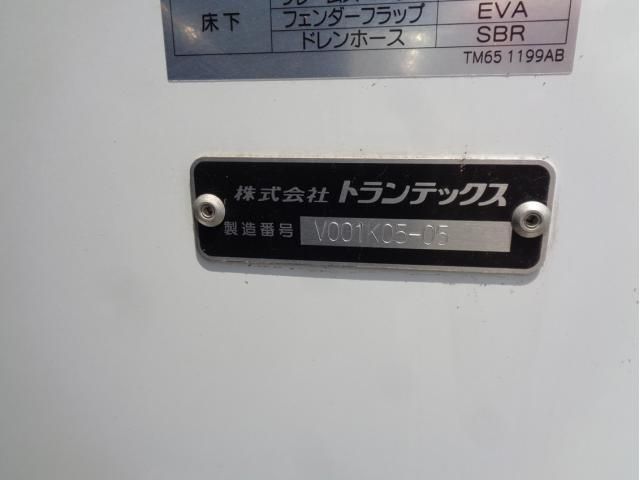 床下
フェンダーフラップ EVA
ドレンホース SBR
TM65 1199AB
株式会社 トランテックス
製造番号 V001K05-05